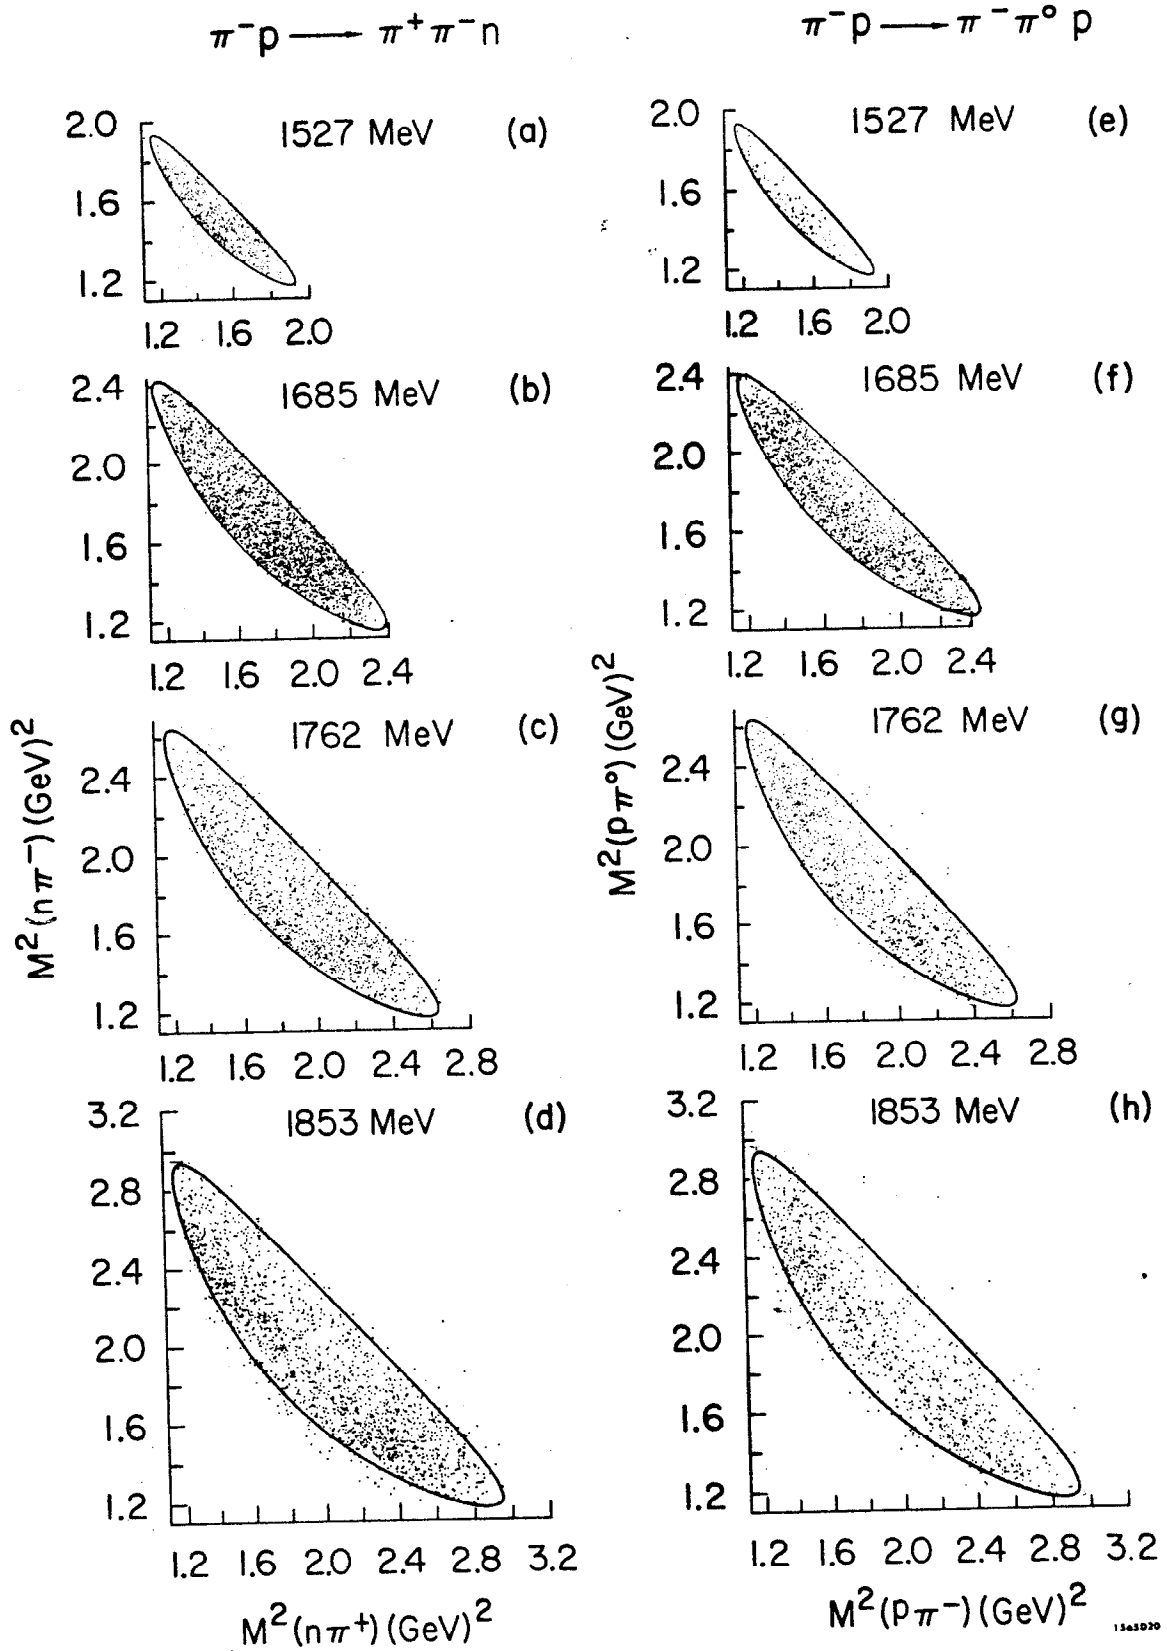 π⁻p → π⁺π⁻n
π⁻p → π⁻π⁰ p
2.0
1527 MeV
(a)
1.6
1.2
1.2 1.6 2.0
2.0
1527 MeV
(e)
1.6
1.2
1.2 1.6 2.0
2.4
1685 MeV
(b)
2.0
1.6
1.2
1.2 1.6 2.0 2.4
2.4
1685 MeV
(f)
2.0
1.6
1.2
1.2 1.6 2.0 2.4
M²(nπ⁻)(GeV)²
1762 MeV
(c)
2.4
2.0
1.6
1.2
1.2 1.6 2.0 2.4 2.8
M²(pπ⁰)(GeV)²
1762 MeV
(g)
2.4
2.0
1.6
1.2
1.2 1.6 2.0 2.4 2.8
3.2
1853 MeV
(d)
2.8
2.4
2.0
1.6
1.2
1.2 1.6 2.0 2.4 2.8 3.2
M²(nπ⁺)(GeV)²
3.2
1853 MeV
(h)
2.8
2.4
2.0
1.6
1.2
1.2 1.6 2.0 2.4 2.8 3.2
M²(pπ⁻)(GeV)²